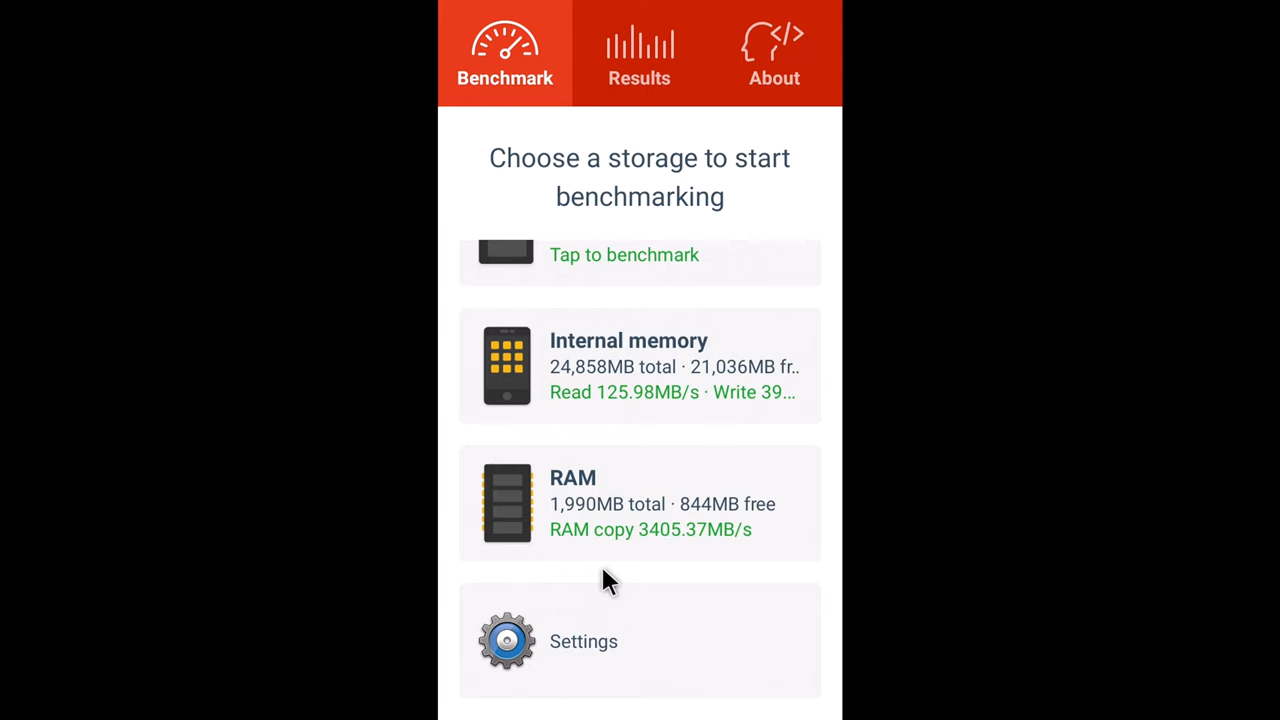 Benchmark
Results
About
Choose a storage to start
benchmarking
Tap to benchmark
Internal memory
24,858MB total · 21,036MB fr..
Read 125.98MB/s · Write 39...
RAM
1,990MB total · 844MB free
RAM copy 3405.37MB/s
Settings